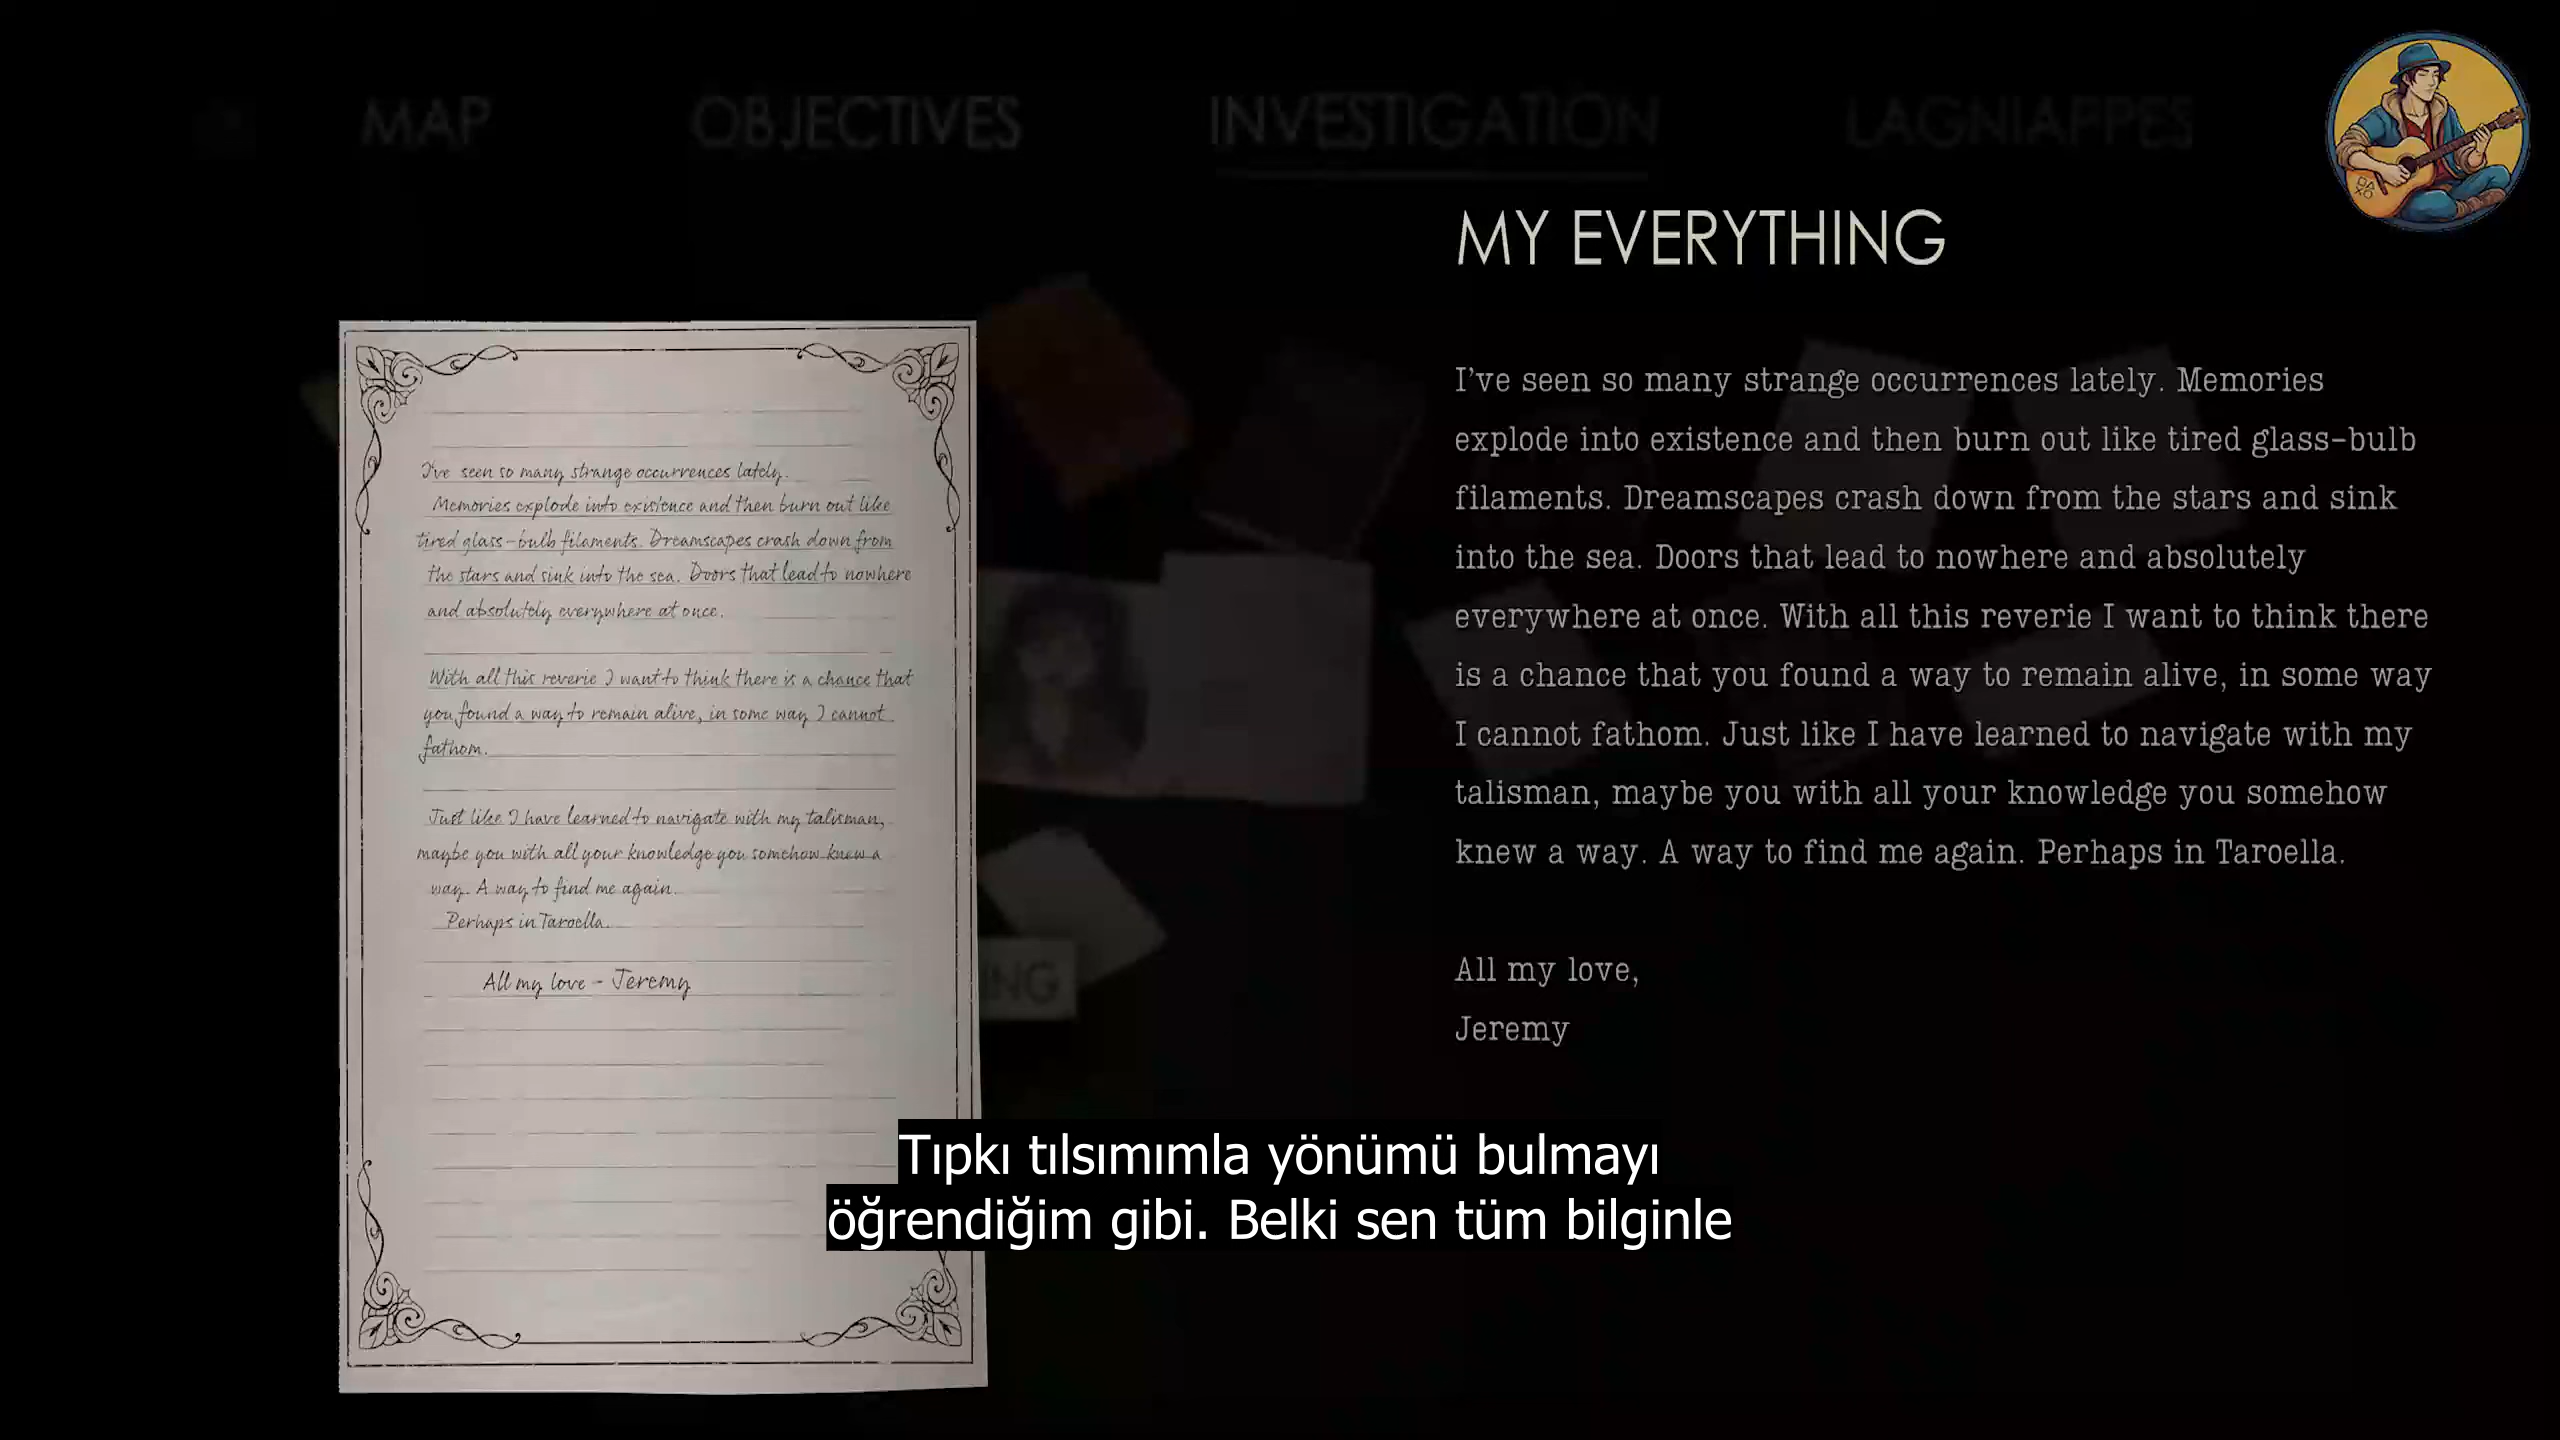 MAP
OBJECTIVES
INVESTIGATION
LAGNIAPPES
MY EVERYTHING
I've seen so many strange occurrences lately.
Memories explode into existence and then burn out like
tired glass-bulb filaments. Dreamscapes crash down from
the stars and sink into the sea. Doors that lead to nowhere
and absolutely everywhere at once.
With all this reverie I want to think there is a chance that
you found a way to remain alive, in some way I cannot
fathom.
Just like I have learned to navigate with my talisman,
maybe you with all your knowledge you somehow knew a
way. A way to find me again.
Perhaps in Taroella.
All my love - Jeremy
I've seen so many strange occurrences lately. Memories
explode into existence and then burn out like tired glass-bulb
filaments. Dreamscapes crash down from the stars and sink
into the sea. Doors that lead to nowhere and absolutely
everywhere at once. With all this reverie I want to think there
is a chance that you found a way to remain alive, in some way
I cannot fathom. Just like I have learned to navigate with my
talisman, maybe you with all your knowledge you somehow
knew a way. A way to find me again. Perhaps in Taroella.
All my love,
Jeremy
Tıpkı tılsımımla yönümü bulmayı
öğrendiğim gibi. Belki sen tüm bilginle